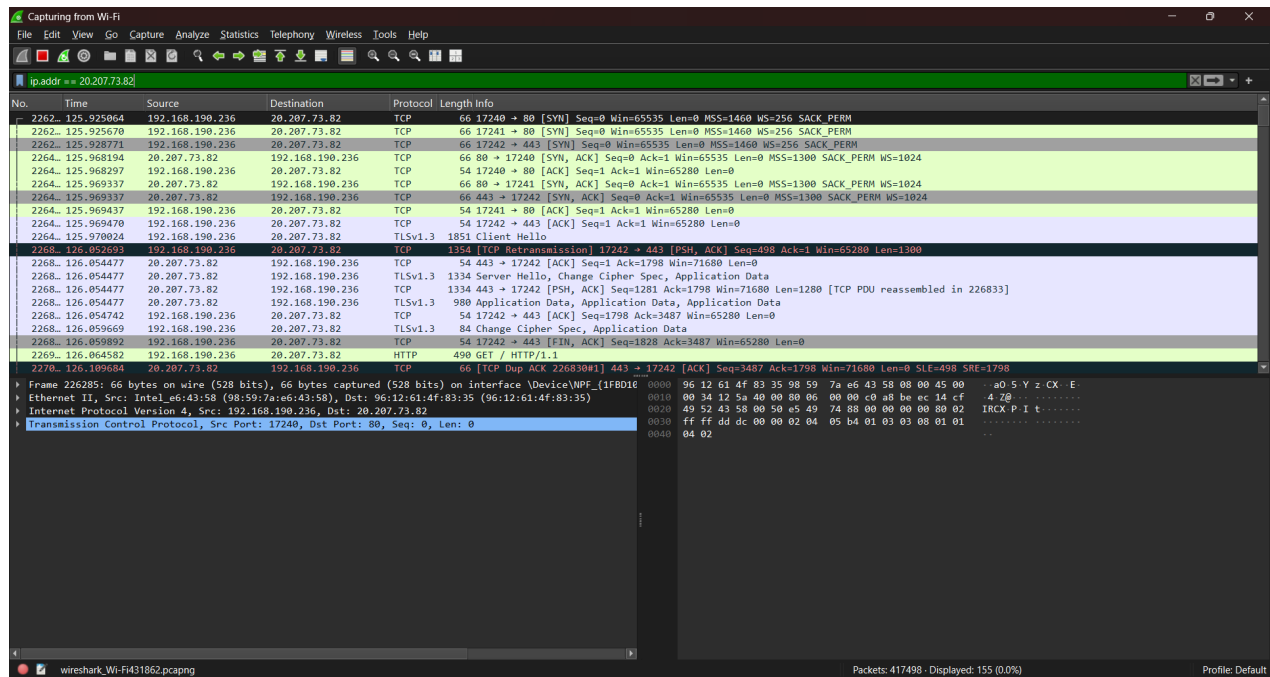 Capturing from Wi-Fi
File Edit View Go Capture Analyze Statistics Telephony Wireless Tools Help
ip.addr == 20.207.73.82
No. Time Source Destination Protocol Length Info
2262… 125.925064 192.168.190.236 20.207.73.82 TCP 66 17240 → 80 [SYN] Seq=0 Win=65535 Len=0 MSS=1460 WS=256 SACK_PERM
2262… 125.925670 192.168.190.236 20.207.73.82 TCP 66 17241 → 80 [SYN] Seq=0 Win=65535 Len=0 MSS=1460 WS=256 SACK_PERM
2262… 125.928771 192.168.190.236 20.207.73.82 TCP 66 17242 → 443 [SYN] Seq=0 Win=65535 Len=0 MSS=1460 WS=256 SACK_PERM
2264… 125.968194 20.207.73.82 192.168.190.236 TCP 66 80 → 17240 [SYN, ACK] Seq=0 Ack=1 Win=65535 Len=0 MSS=1300 SACK_PERM WS=1024
2264… 125.968297 192.168.190.236 20.207.73.82 TCP 54 17240 → 80 [ACK] Seq=1 Ack=1 Win=65280 Len=0
2264… 125.969337 20.207.73.82 192.168.190.236 TCP 66 80 → 17241 [SYN, ACK] Seq=0 Ack=1 Win=65535 Len=0 MSS=1300 SACK_PERM WS=1024
2264… 125.969337 20.207.73.82 192.168.190.236 TCP 66 443 → 17242 [SYN, ACK] Seq=0 Ack=1 Win=65535 Len=0 MSS=1300 SACK_PERM WS=1024
2264… 125.969437 192.168.190.236 20.207.73.82 TCP 54 17241 → 80 [ACK] Seq=1 Ack=1 Win=65280 Len=0
2264… 125.969470 192.168.190.236 20.207.73.82 TCP 54 17242 → 443 [ACK] Seq=1 Ack=1 Win=65280 Len=0
2264… 125.970024 192.168.190.236 20.207.73.82 TLSv1.3 1851 Client Hello
2268… 126.052693 192.168.190.236 20.207.73.82 TCP 1354 [TCP Retransmission] 17242 → 443 [PSH, ACK] Seq=498 Ack=1 Win=65280 Len=1300
2268… 126.054477 20.207.73.82 192.168.190.236 TCP 54 443 → 17242 [ACK] Seq=1 Ack=1798 Win=71680 Len=0
2268… 126.054477 20.207.73.82 192.168.190.236 TLSv1.3 1334 Server Hello, Change Cipher Spec, Application Data
2268… 126.054477 20.207.73.82 192.168.190.236 TCP 1334 443 → 17242 [PSH, ACK] Seq=1281 Ack=1798 Win=71680 Len=1280 [TCP PDU reassembled in 226833]
2268… 126.054477 20.207.73.82 192.168.190.236 TLSv1.3 980 Application Data, Application Data, Application Data
2268… 126.054742 192.168.190.236 20.207.73.82 TCP 54 17242 → 443 [ACK] Seq=1798 Ack=3487 Win=65280 Len=0
2268… 126.059669 192.168.190.236 20.207.73.82 TLSv1.3 84 Change Cipher Spec, Application Data
2268… 126.059892 192.168.190.236 20.207.73.82 TCP 54 17242 → 443 [FIN, ACK] Seq=1828 Ack=3487 Win=65280 Len=0
2269… 126.064582 192.168.190.236 20.207.73.82 HTTP 490 GET / HTTP/1.1
2270… 126.109684 20.207.73.82 192.168.190.236 TCP 66 [TCP Dup ACK 226830#1] 443 → 17242 [ACK] Seq=3487 Ack=1798 Win=71680 Len=0 SLE=498 SRE=1798
Frame 226285: 66 bytes on wire (528 bits), 66 bytes captured (528 bits) on interface \Device\NPF_{1FBD10
Ethernet II, Src: Intel_e6:43:58 (98:59:7a:e6:43:58), Dst: 96:12:61:4f:83:35 (96:12:61:4f:83:35)
Internet Protocol Version 4, Src: 192.168.190.236, Dst: 20.207.73.82
Transmission Control Protocol, Src Port: 17240, Dst Port: 80, Seq: 0, Len: 0
0000 96 12 61 4f 83 35 98 59 7a e6 43 58 08 00 45 00 ··aO·5·Y z·CX··E·
0010 00 34 12 5a 40 00 80 06 00 00 c0 a8 be ec 14 cf ·4·Z@··· ········
0020 49 52 43 58 00 50 e5 49 74 88 00 00 00 00 80 02 IRCX·P·I t·······
0030 ff ff dd dc 00 00 02 04 05 b4 01 03 03 08 01 01 ········ ········
0040 04 02 ··
wireshark_Wi-Fi431862.pcapng Packets: 417498 · Displayed: 155 (0.0%) Profile: Default